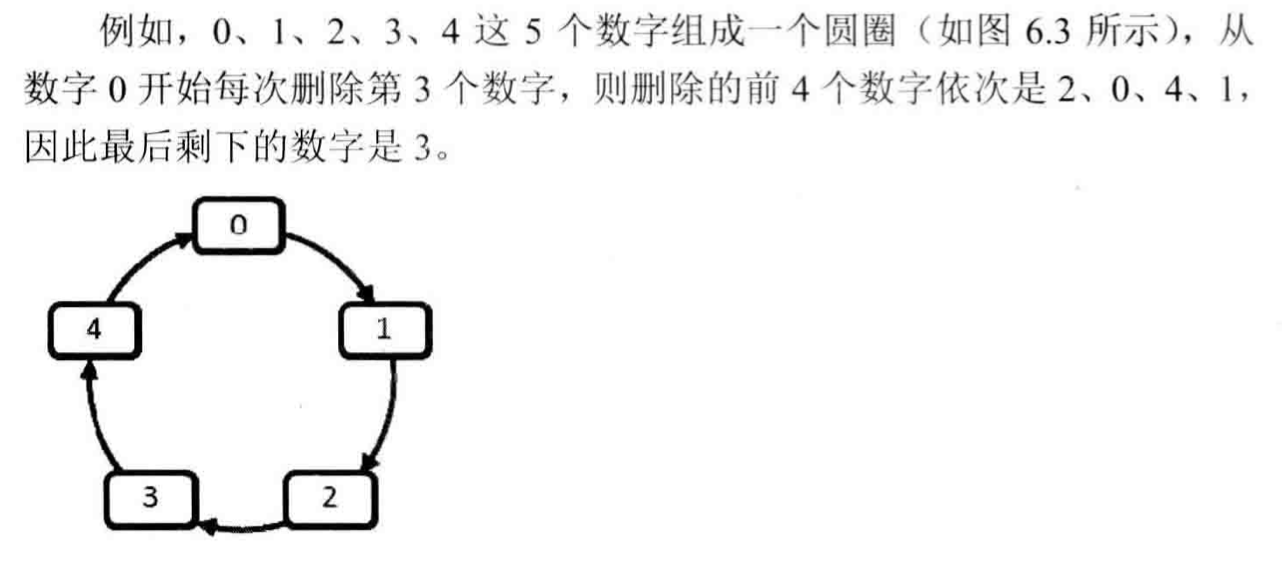 例如，0、1、2、3、4 这 5 个数字组成一个圆圈（如图 6.3 所示），从
数字 0 开始每次删除第 3 个数字，则删除的前 4 个数字依次是 2、0、4、1，
因此最后剩下的数字是 3。
0
4
1
3
2